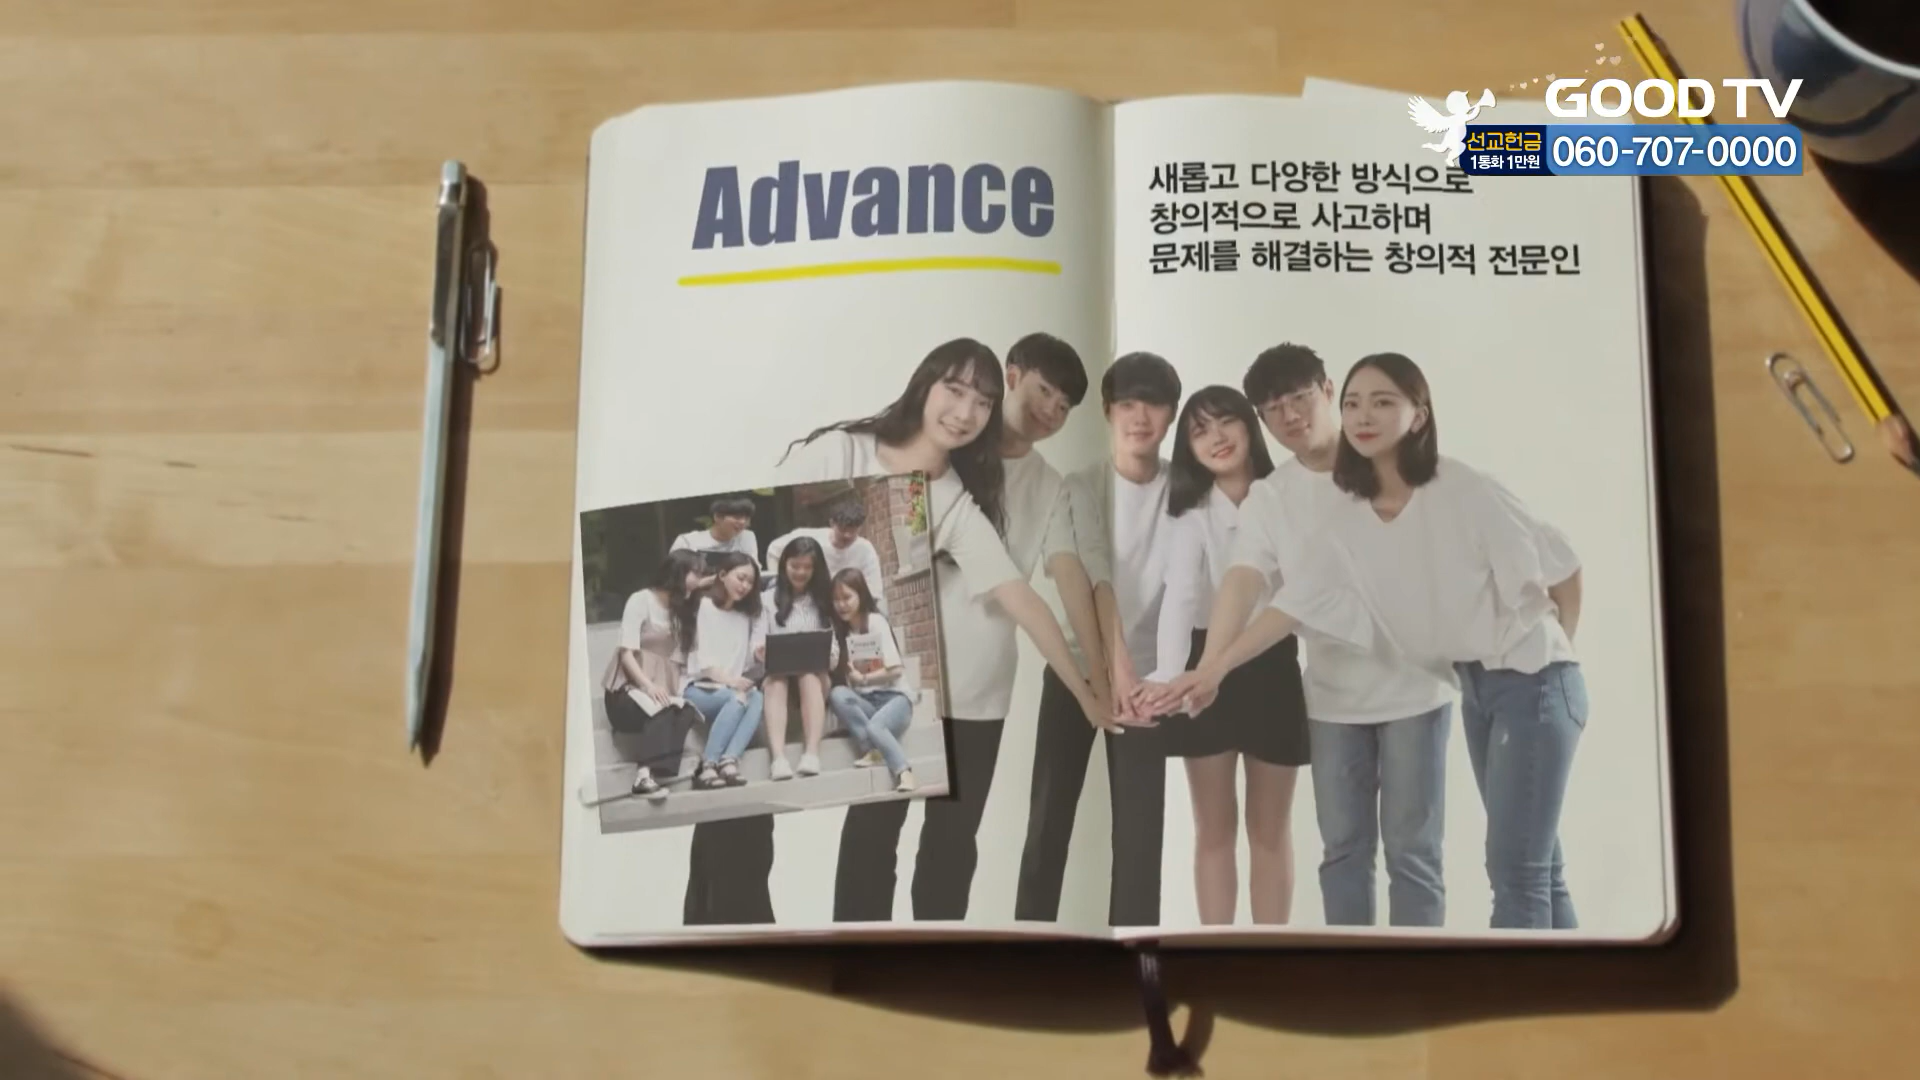 GOOD TV
선교헌금
1통화 1만원
060-707-0000
Advance
새롭고 다양한 방식으로
창의적으로 사고하며
문제를 해결하는 창의적 전문인